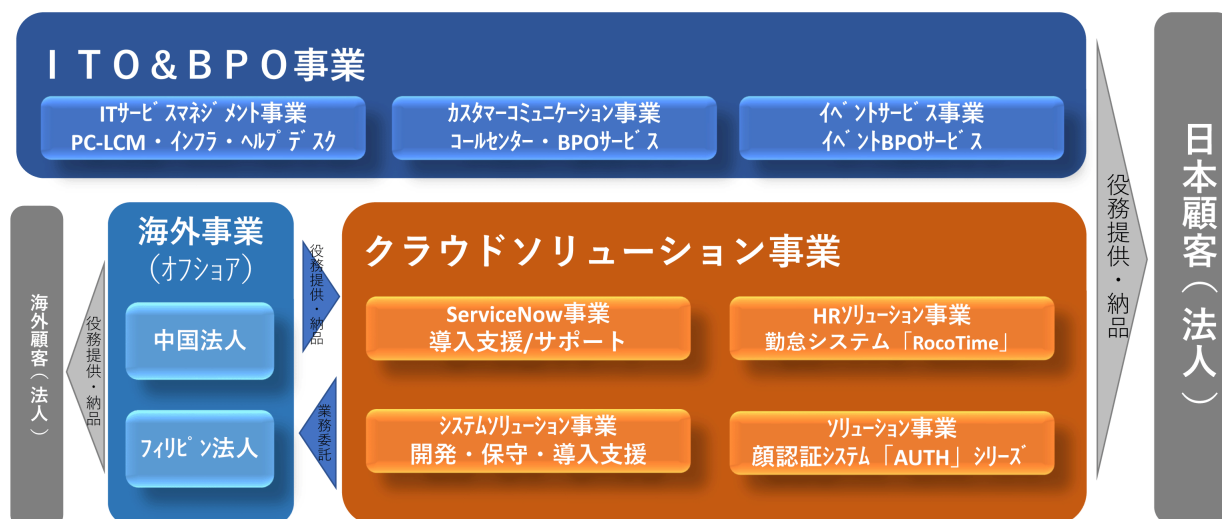 ＩＴＯ＆ＢＰＯ事業
ITｻｰﾋﾞｽﾏﾈｼﾞﾒﾝﾄ事業
PC-LCM・ｲﾝﾌﾗ・ﾍﾙﾌﾟﾃﾞｽｸ
ｶｽﾀﾏｰｺﾐｭﾆｹｰｼｮﾝ事業
ｺｰﾙｾﾝﾀｰ・BPOｻｰﾋﾞｽ
ｲﾍﾞﾝﾄｻｰﾋﾞｽ事業
ｲﾍﾞﾝﾄBPOｻｰﾋﾞｽ
海外事業
（ｵﾌｼｮｱ）
中国法人
ﾌｨﾘﾋﾟﾝ法人
クラウドソリューション事業
ServiceNow事業
導入支援/サポート
HRｿﾘｭｰｼｮﾝ事業
勤怠システム「RocoTime」
ｼｽﾃﾑｿﾘｭｰｼｮﾝ事業
開発・保守・導入支援
ｿﾘｭｰｼｮﾝ事業
顔認証システム「AUTH」ｼﾘｰｽﾞ
役務提供・納品
業務委託
役務提供・納品
海外顧客（法人）
役務提供・納品
日本顧客（法人）